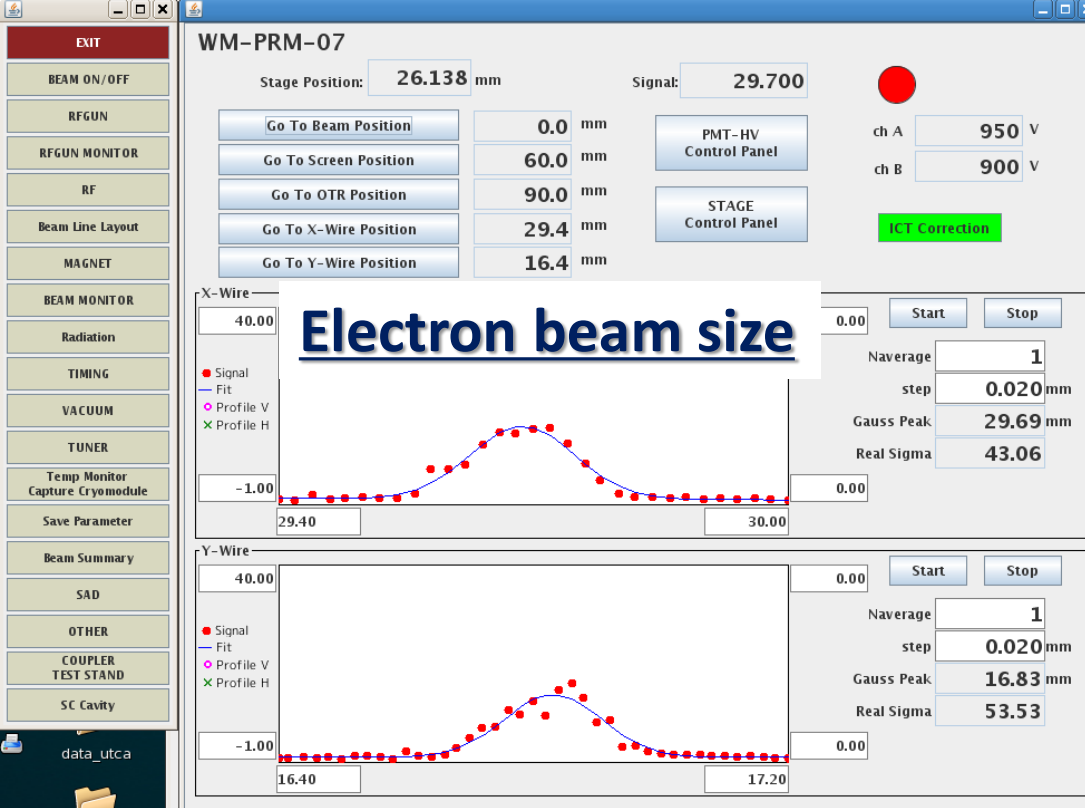 EXIT
BEAM ON/OFF
RFGUN
RFGUN MONITOR
RF
Beam Line Layout
MAGNET
BEAM MONITOR
Radiation
TIMING
VACUUM
TUNER
Temp Monitor
Capture Cryomodule
Save Parameter
Beam Summary
SAD
OTHER
COUPLER
TEST STAND
SC Cavity
data_utca
WM-PRM-07
Stage Position: 26.138 mm Signal: 29.700
Go To Beam Position 0.0 mm
Go To Screen Position 60.0 mm
Go To OTR Position 90.0 mm
Go To X-Wire Position 29.4 mm
Go To Y-Wire Position 16.4 mm
PMT-HV
Control Panel
STAGE
Control Panel
ch A 950 V
ch B 900 V
ICT Correction
Electron beam size
X-Wire
40.00
Signal
Fit
Profile V
Profile H
-1.00
29.40 30.00
0.00
0.00
Start Stop
Naverage 1
step 0.020 mm
Gauss Peak 29.69 mm
Real Sigma 43.06
Y-Wire
40.00
Signal
Fit
Profile V
Profile H
-1.00
16.40 17.20
0.00
0.00
Start Stop
Naverage 1
step 0.020 mm
Gauss Peak 16.83 mm
Real Sigma 53.53